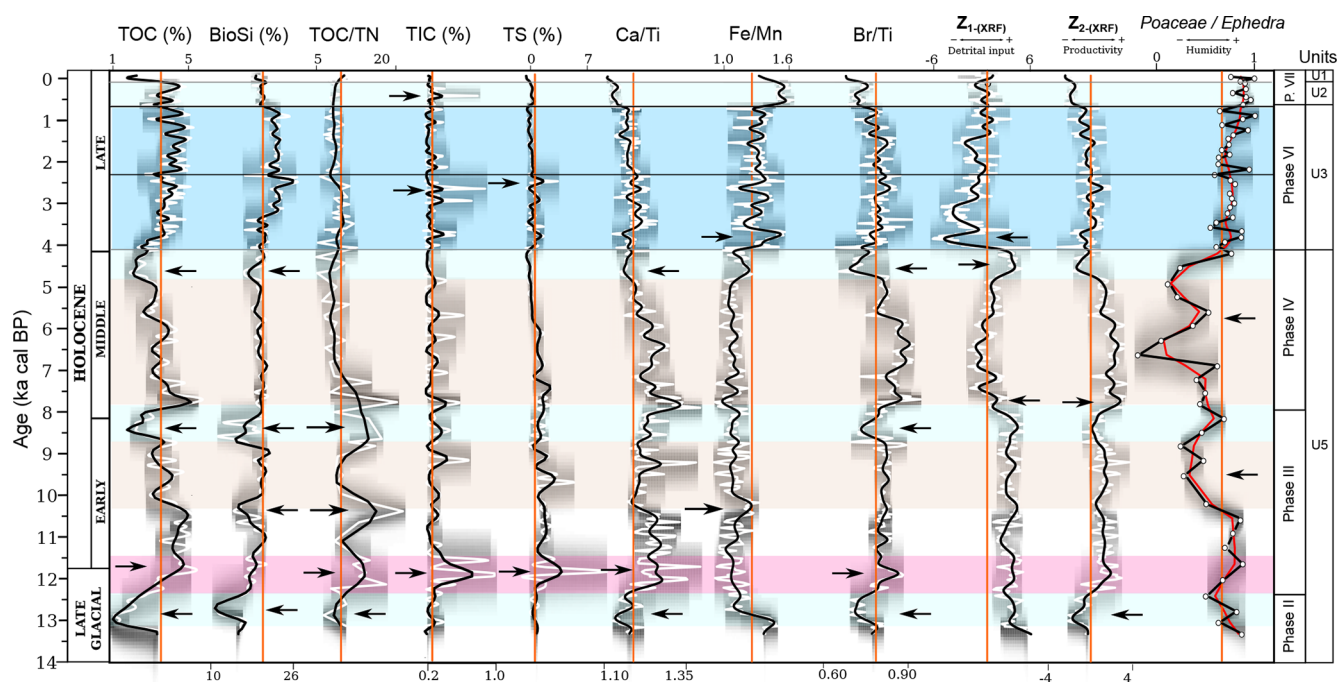 TOC (%) BioSi (%) TOC/TN TIC (%) TS (%) Ca/Ti Fe/Mn Br/Ti Z1-(XRF) Z2-(XRF) Poaceae / Ephedra
− + − + − +
Detrital input Productivity Humidity
1 5 5 20 0 7 1.0 1.6 -6 6 0 1 Units
0 P. VII U1
U2
1
LATE
2 Phase VI U3
3
4
5
HOLOCENE
MIDDLE
6 Phase IV
7
Age (ka cal BP)
8
9 U5
EARLY
10 Phase III
11
12
LATE GLACIAL
13 Phase II
14
10 26 0.2 1.0 1.10 1.35 0.60 0.90 -4 4